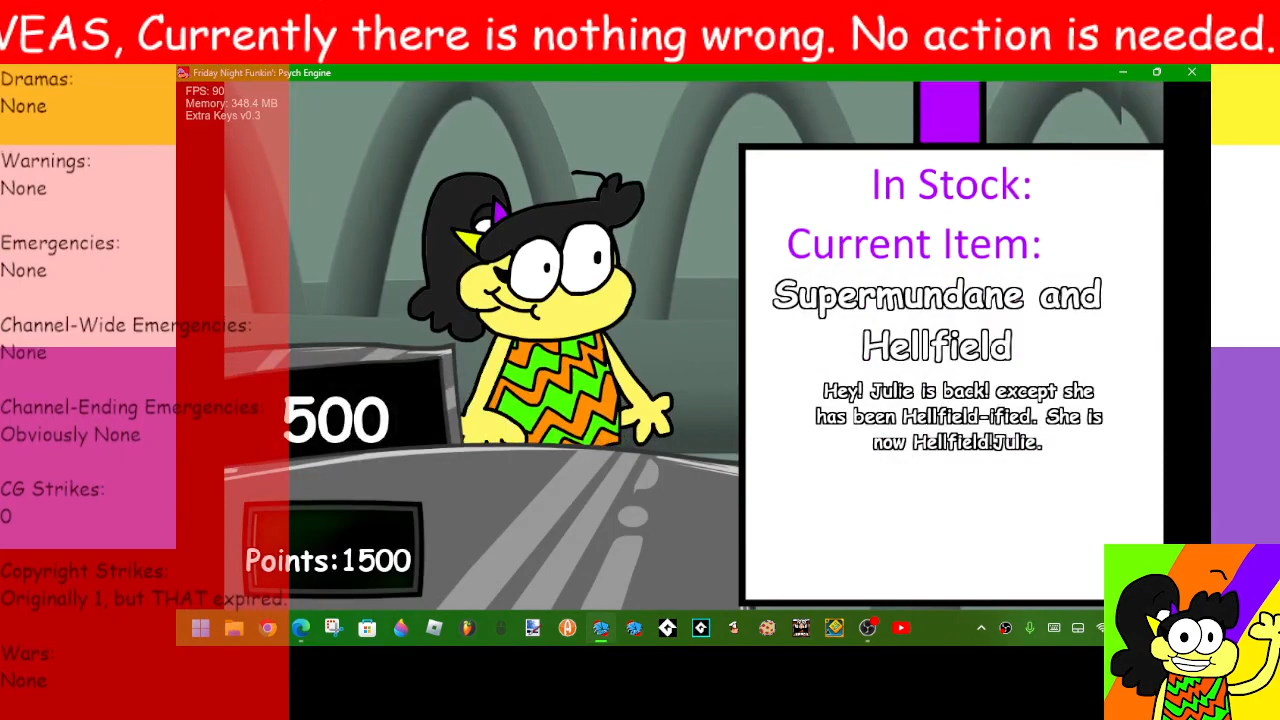 VEAS, Currently there is nothing wrong. No action is needed.
Dramas:
None
Warnings:
None
Emergencies:
None
Channel-Wide Emergencies:
None
Channel-Ending Emergencies
Obviously None
CG Strikes:
0
Copyright Strikes:
Originally 1, but THAT expired.
Wars:
None
Friday Night Funkin': Psych Engine
FPS: 90
Memory: 348.4 MB
Extra Keys v0.3
500
Points:1500
In Stock:
Current Item:
Supermundane and
Hellfield
Hey! Julie is back! except she
has been Hellfield-ified. She is
now Hellfield!Julie.